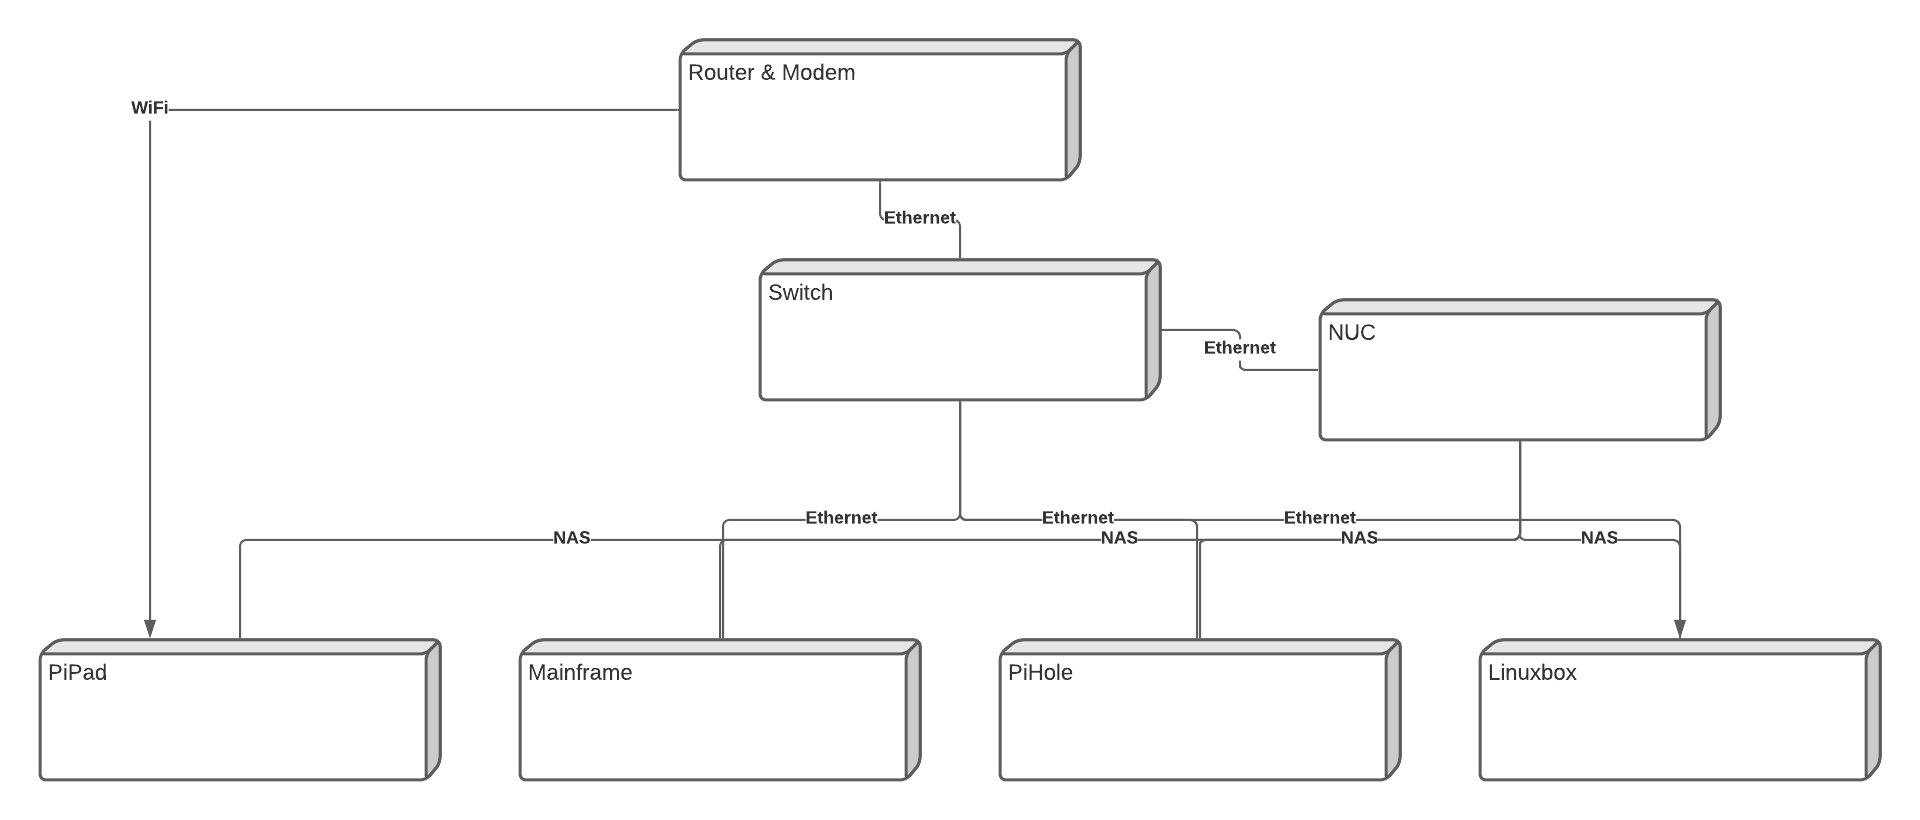 Router & Modem
WiFi
Ethernet
Switch
NUC
Ethernet
Ethernet
Ethernet
Ethernet
NAS
NAS
NAS
NAS
PiPad
Mainframe
PiHole
Linuxbox